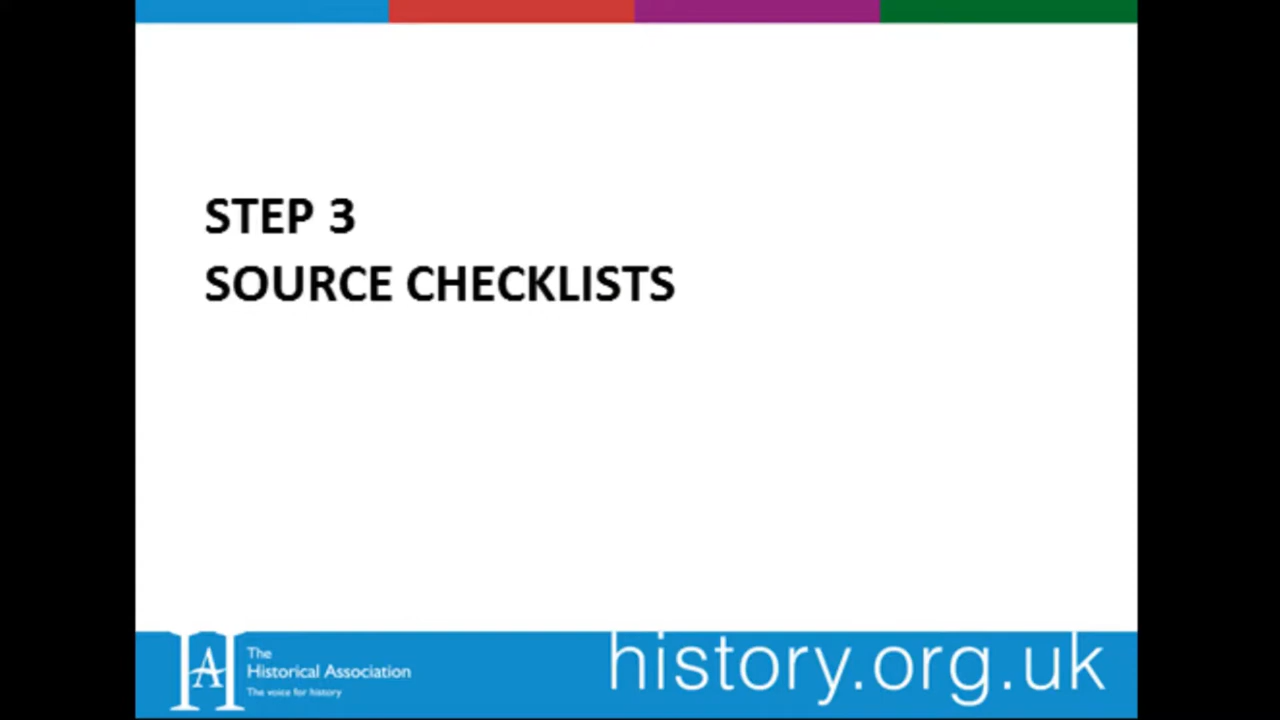 STEP 3
SOURCE CHECKLISTS
The
Historical Association
The voice for history
history.org.uk